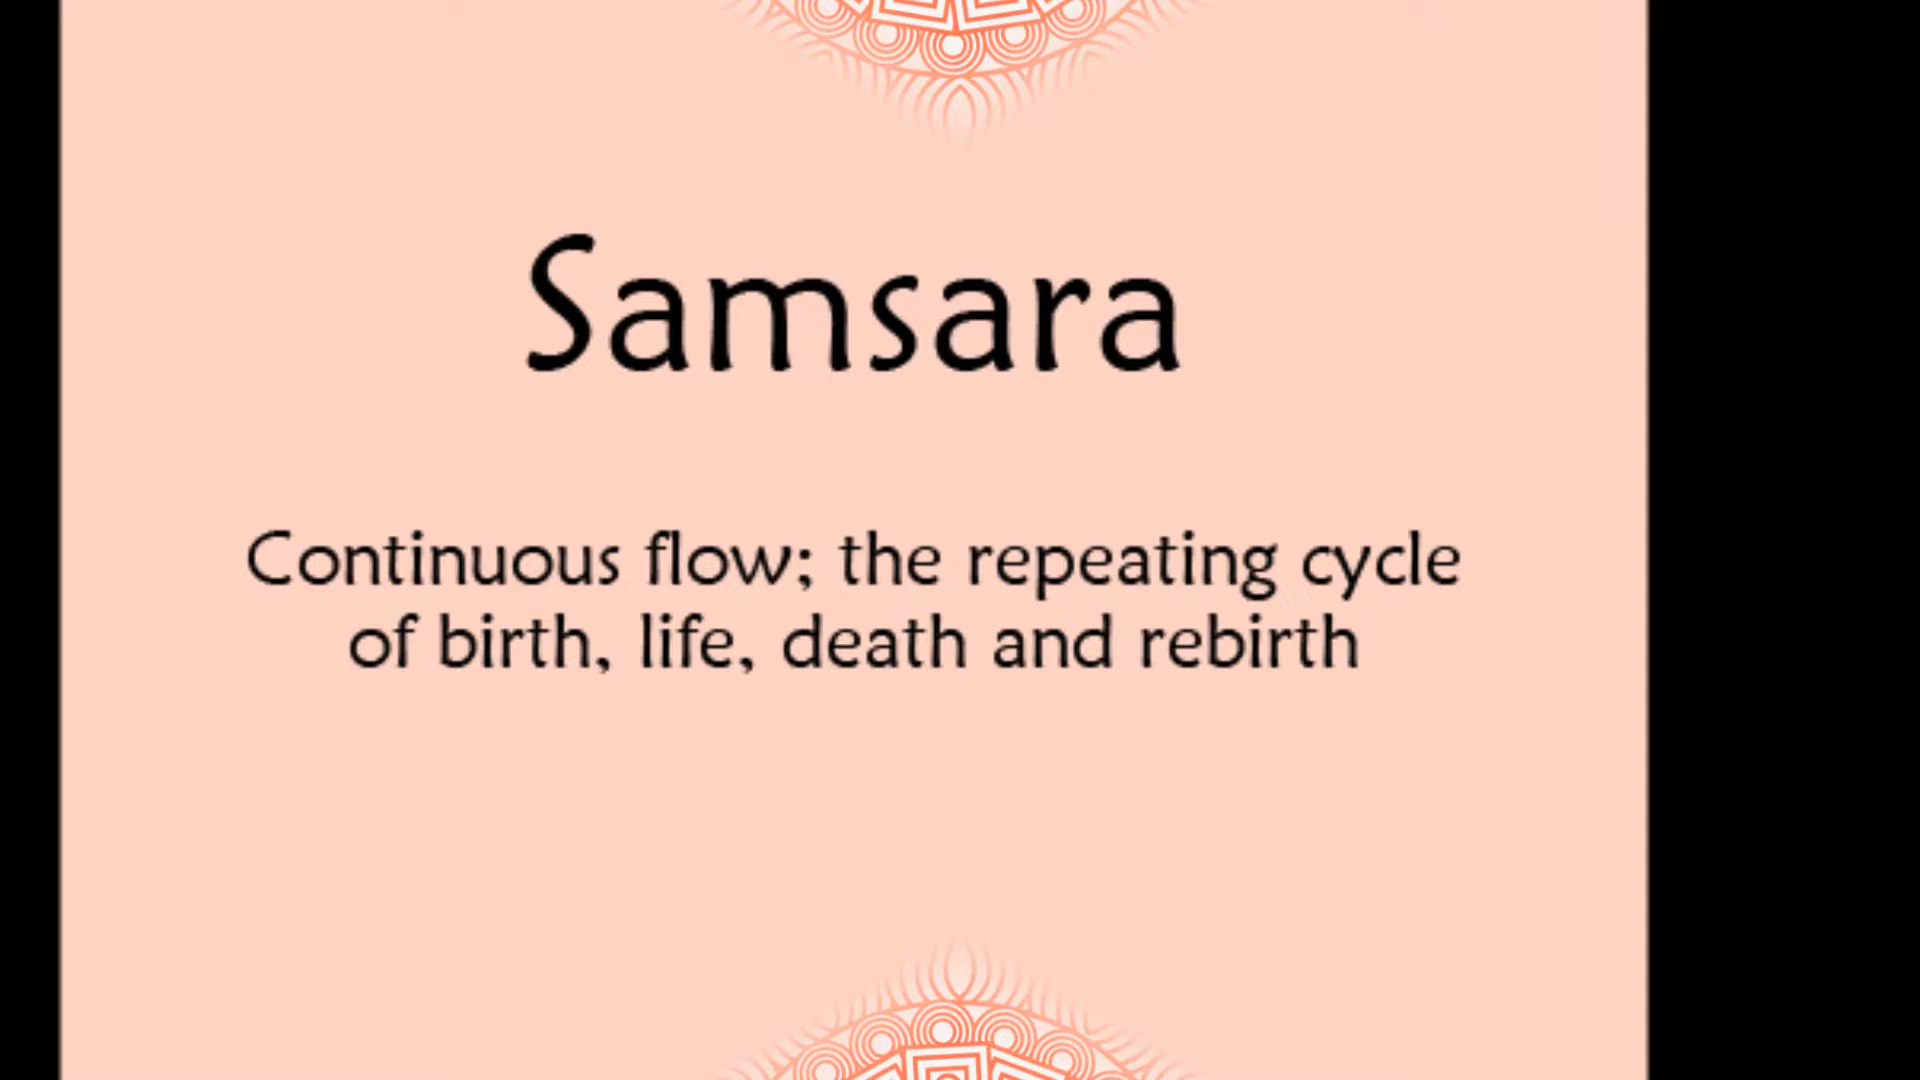 Samsara
Continuous flow; the repeating cycle
of birth, life, death and rebirth